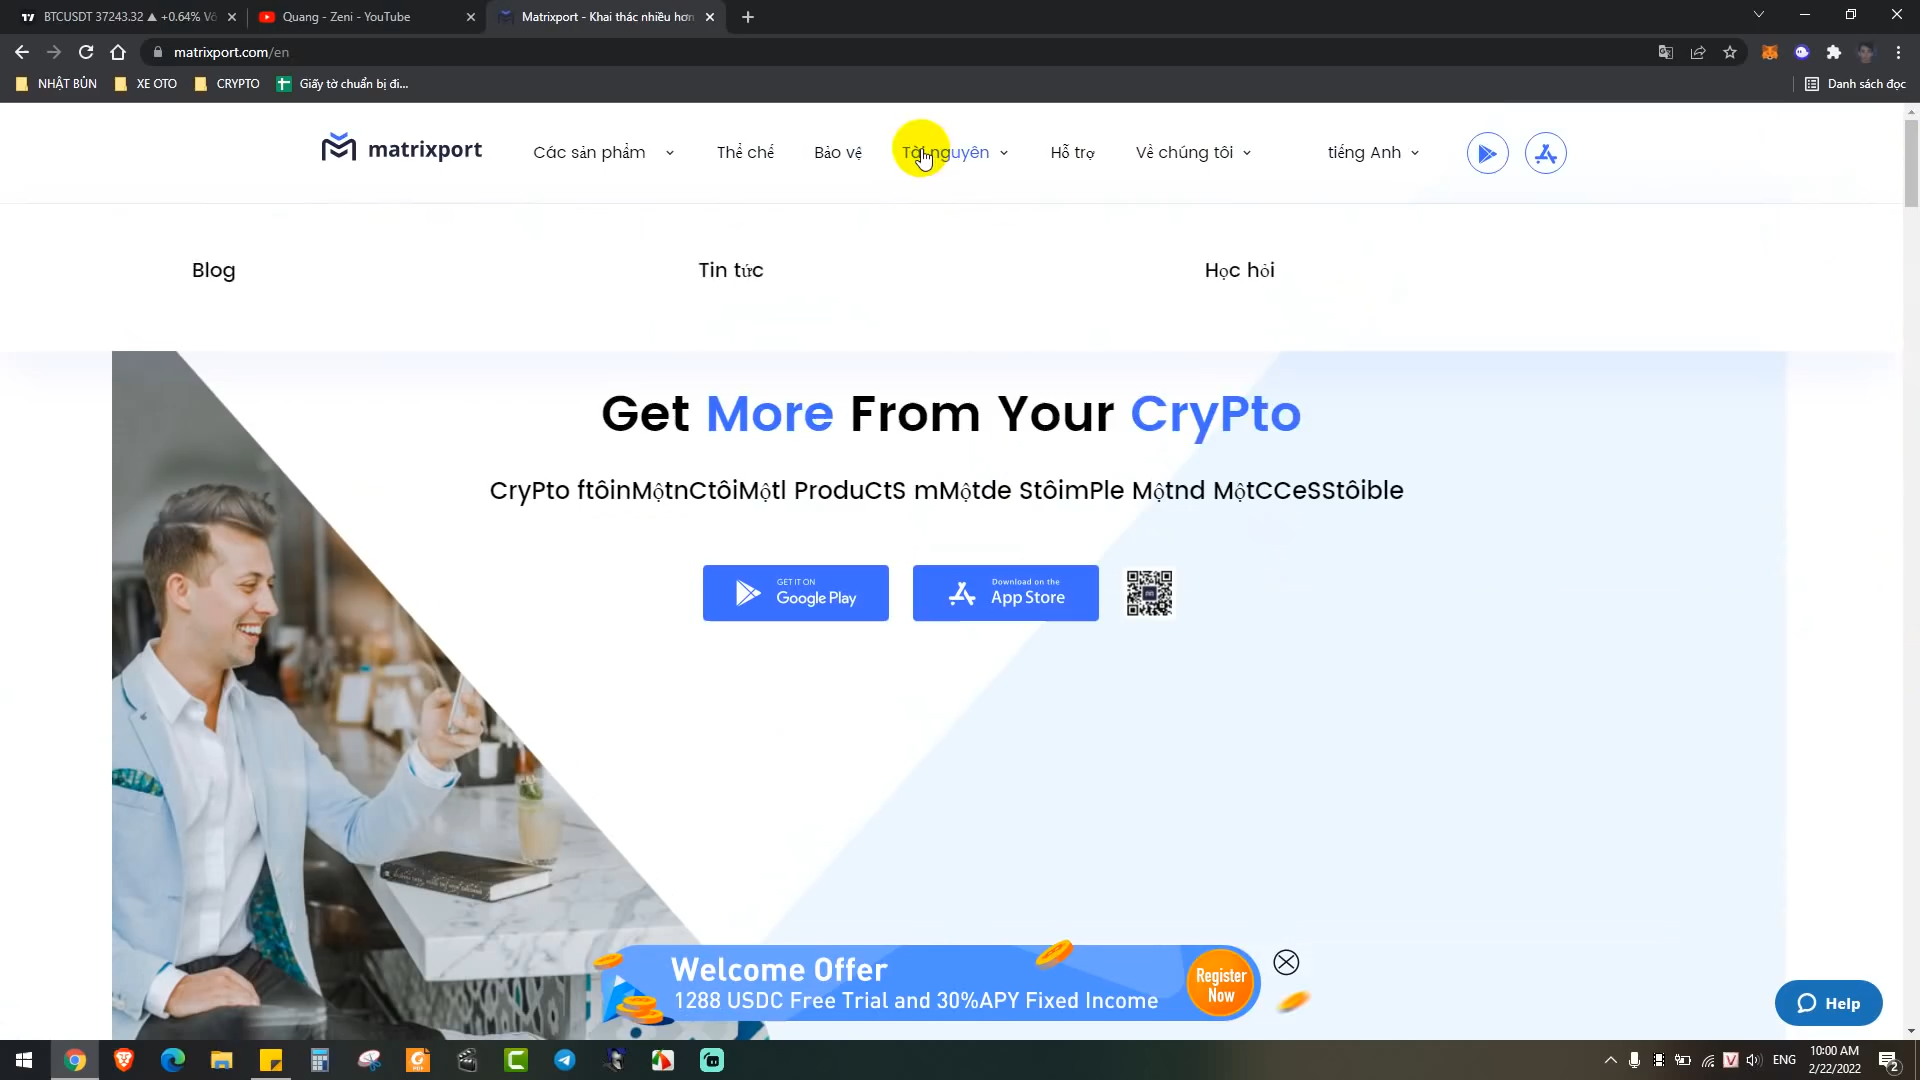 BTCUSDT 37243.32 ▲ +0.64% Vô
Quang - Zeni - YouTube
Matrixport - Khai thác nhiều hơn
matrixport.com/en
NHẬT BỦN
XE OTO
CRYPTO
Giấy tờ chuẩn bị đi...
Danh sách đọc
matrixport
Các sản phẩm
Thể chế
Bảo vệ
Tài nguyên
Hỗ trợ
Về chúng tôi
tiếng Anh
Blog
Tin tức
Học hỏi
Get More From Your CryPto
CryPto ftôinMộtnCtôiMộtl ProduCtS mMộtde StôimPle Mộtnd MộtCCeSStôible
GET IT ON
Google Play
Download on the
App Store
Welcome Offer
1288 USDC Free Trial and 30%APY Fixed Income
Register
Now
Help
ENG
10:00 AM
2/22/2022
2